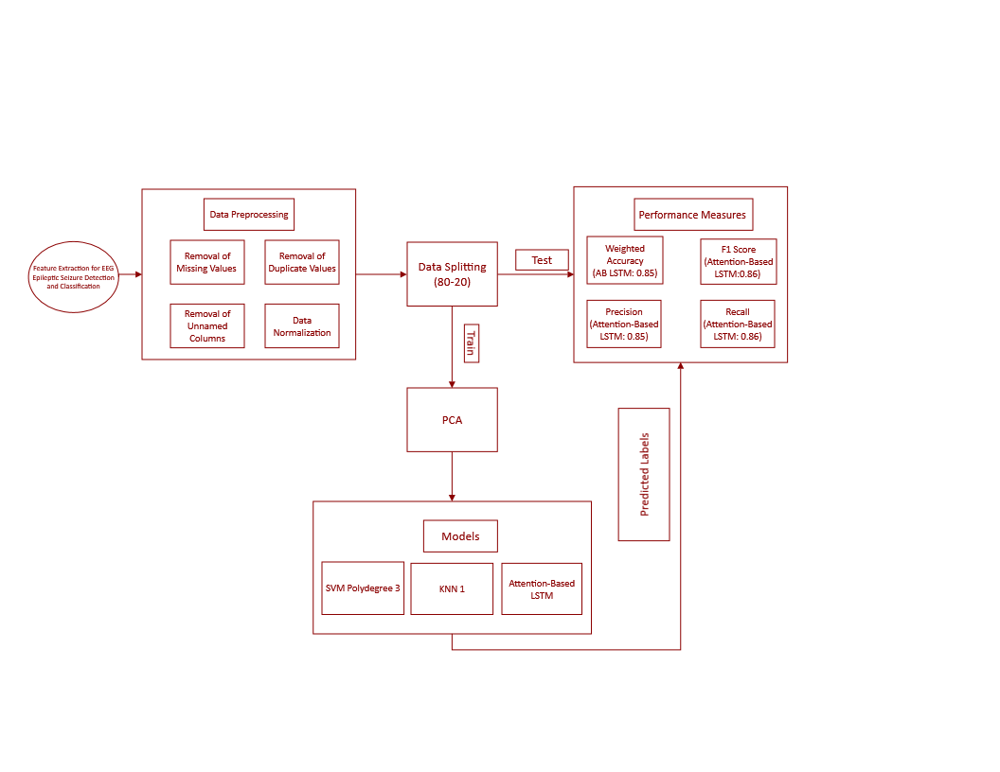 Feature Extraction for EEG
Epileptic Seizure Detection
and Classification
Data Preprocessing
Removal of
Missing Values
Removal of
Duplicate Values
Removal of
Unnamed
Columns
Data
Normalization
Data Splitting
(80-20)
Test
Train
Performance Measures
Weighted
Accuracy
(AB LSTM: 0.85)
F1 Score
(Attention-Based
LSTM:0.86)
Precision
(Attention-Based
LSTM: 0.85)
Recall
(Attention-Based
LSTM: 0.86)
PCA
Predicted Labels
Models
SVM Polydegree 3
KNN 1
Attention-Based
LSTM